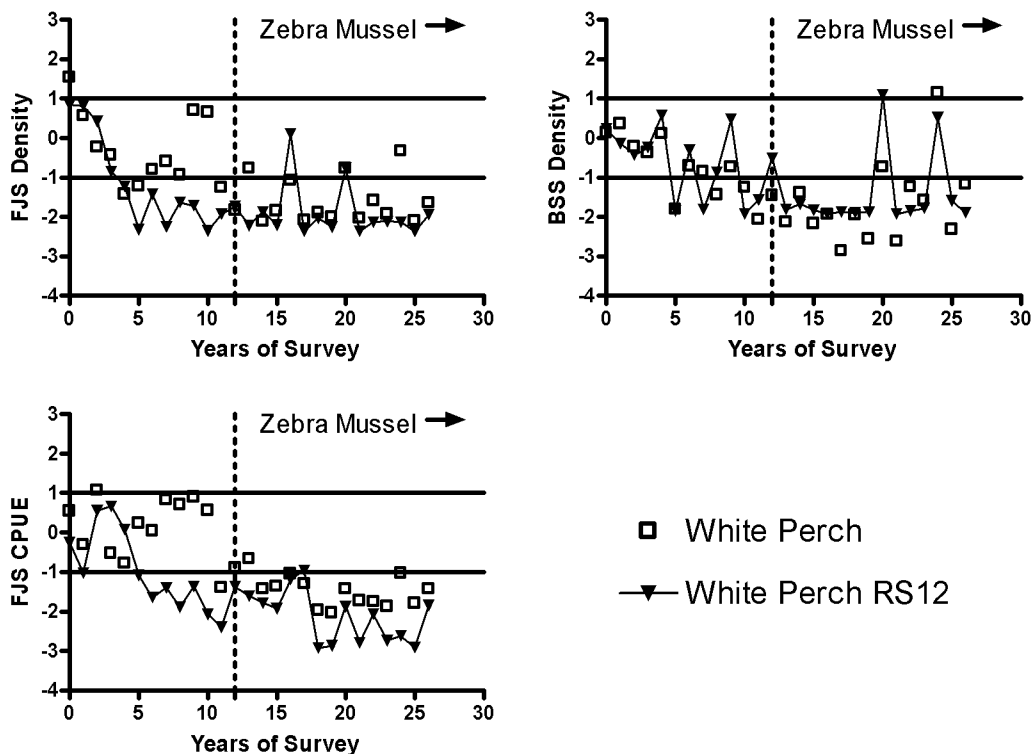 Zebra Mussel
3
2
1
0
-1
-2
-3
-4
FJS Density
0 5 10 15 20 25 30
Years of Survey
Zebra Mussel
3
2
1
0
-1
-2
-3
-4
BSS Density
0 5 10 15 20 25 30
Years of Survey
Zebra Mussel
3
2
1
0
-1
-2
-3
-4
FJS CPUE
0 5 10 15 20 25 30
Years of Survey
White Perch
White Perch RS12